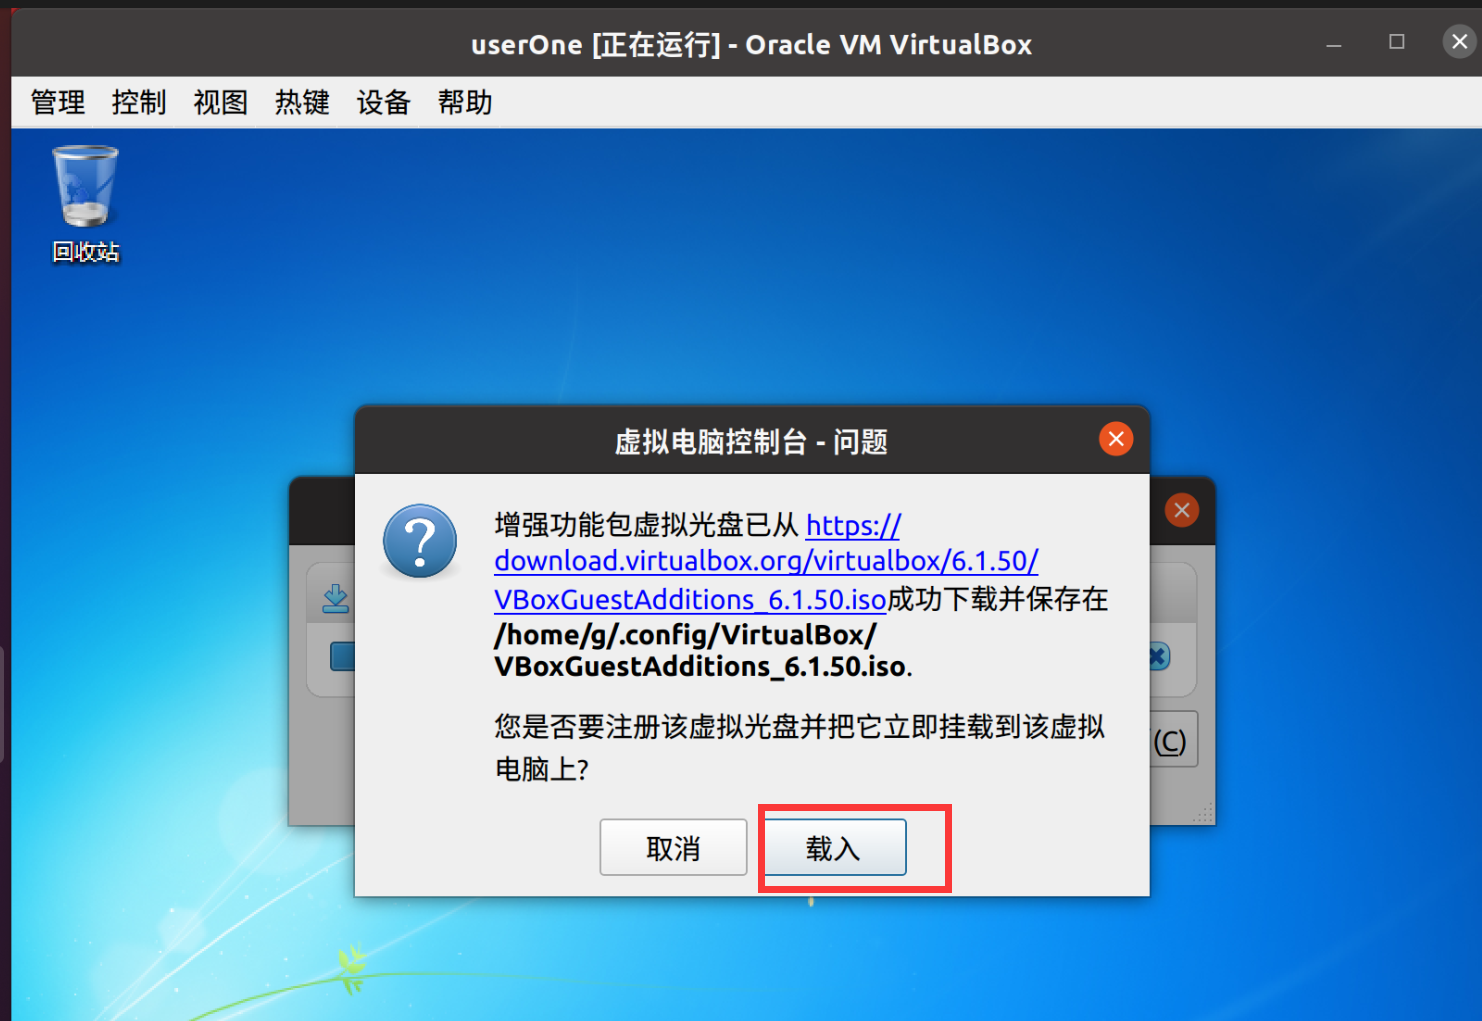 userOne [正在运行] - Oracle VM VirtualBox
管理 控制 视图 热键 设备 帮助
回收站
虚拟电脑控制台 - 问题
增强功能包虚拟光盘已从 https://
download.virtualbox.org/virtualbox/6.1.50/
VBoxGuestAdditions_6.1.50.iso成功下载并保存在
/home/g/.config/VirtualBox/
VBoxGuestAdditions_6.1.50.iso.
您是否要注册该虚拟光盘并把它立即挂载到该虚拟
电脑上?
(C)
取消 载入